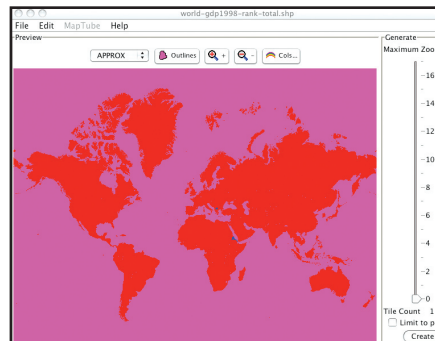 world-gdp1998-rank-total.shp
File Edit MapTube Help
Preview
Generate
APPROX Outlines + - Cols...
Maximum Zoo
16
14
12
10
8
6
4
2
0
Tile Count 1
Limit to p
Create